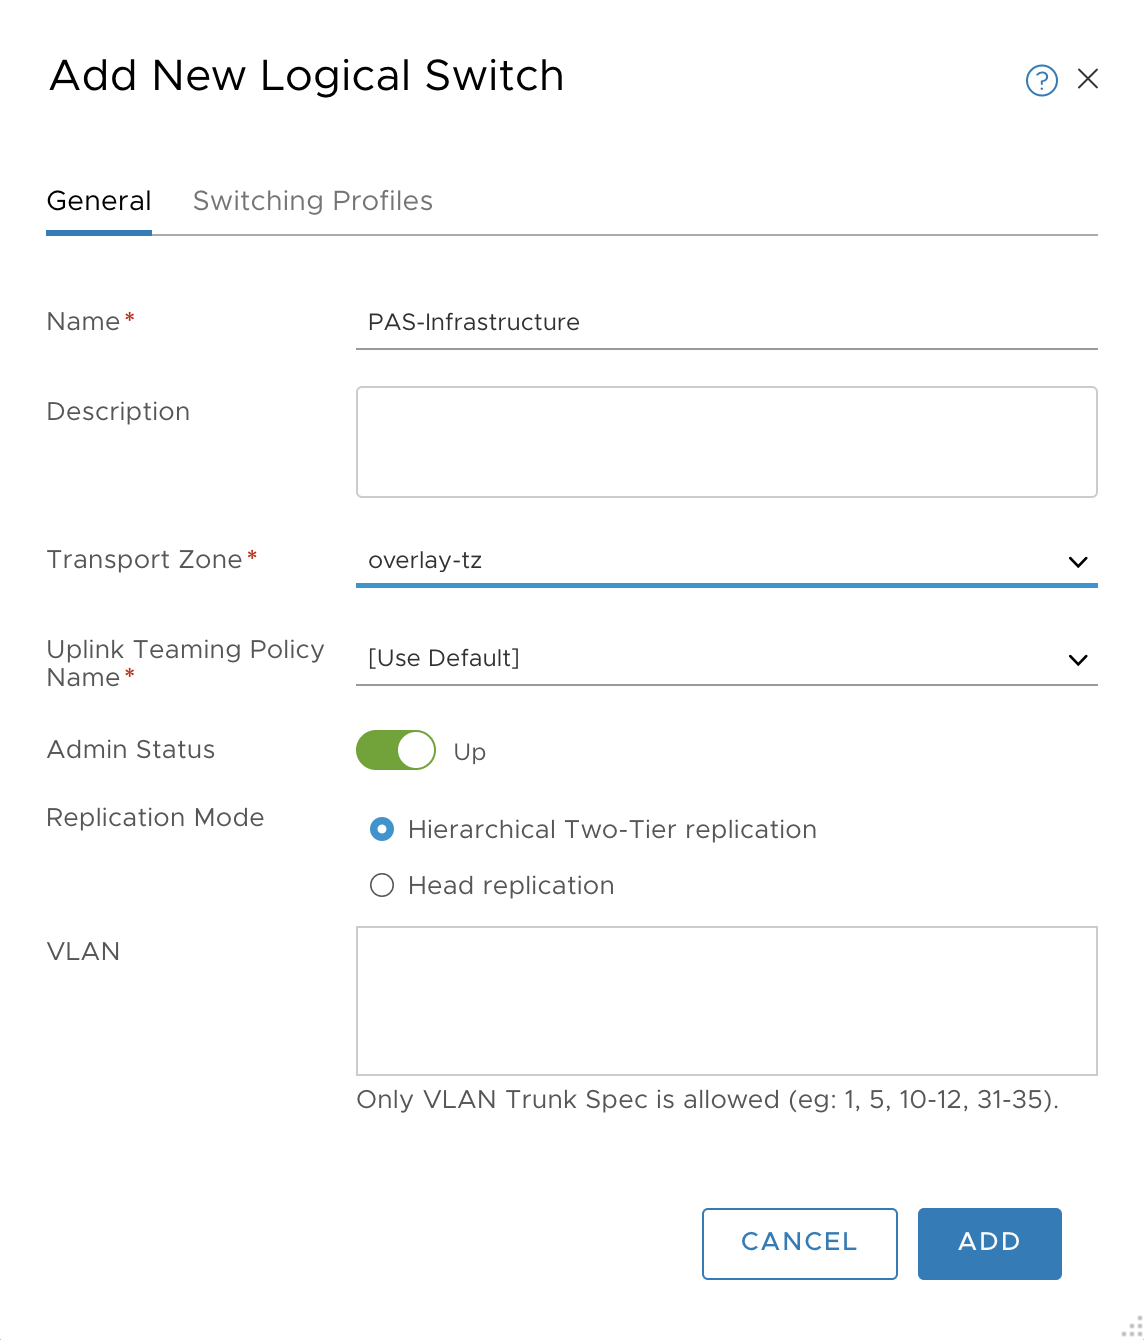 Add New Logical Switch
?
General Switching Profiles
Name* PAS-Infrastructure
Description
Transport Zone* overlay-tz
Uplink Teaming Policy
Name* [Use Default]
Admin Status Up
Replication Mode
Hierarchical Two-Tier replication
Head replication
VLAN
Only VLAN Trunk Spec is allowed (eg: 1, 5, 10-12, 31-35).
CANCEL ADD